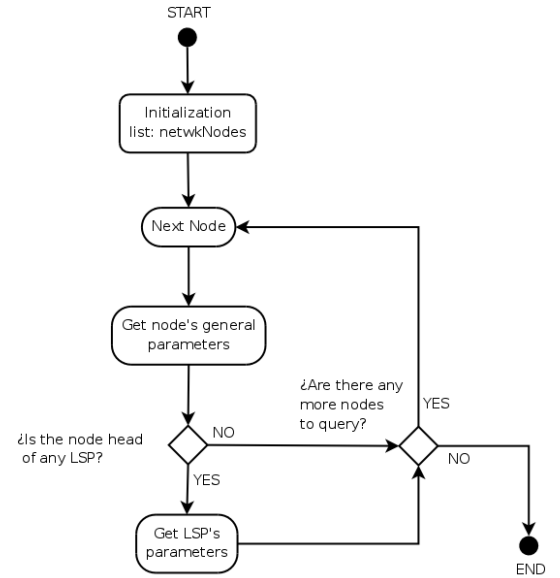 START
Initialization
list: netwkNodes
Next Node
Get node's general
parameters
¿Are there any
more nodes
to query?
YES
¿Is the node head
of any LSP?
NO
NO
YES
Get LSP's
parameters
END